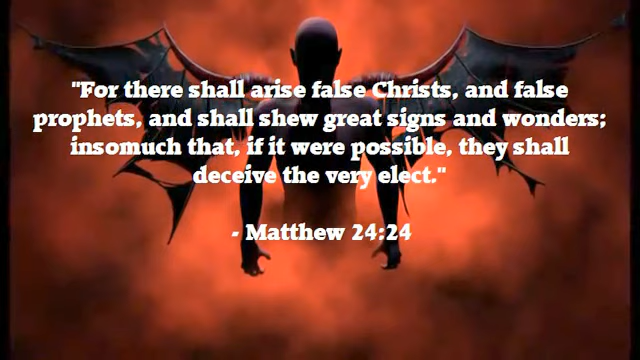 "For there shall arise false Christs, and false
prophets, and shall shew great signs and wonders;
insomuch that, if it were possible, they shall
deceive the very elect."
- Matthew 24:24